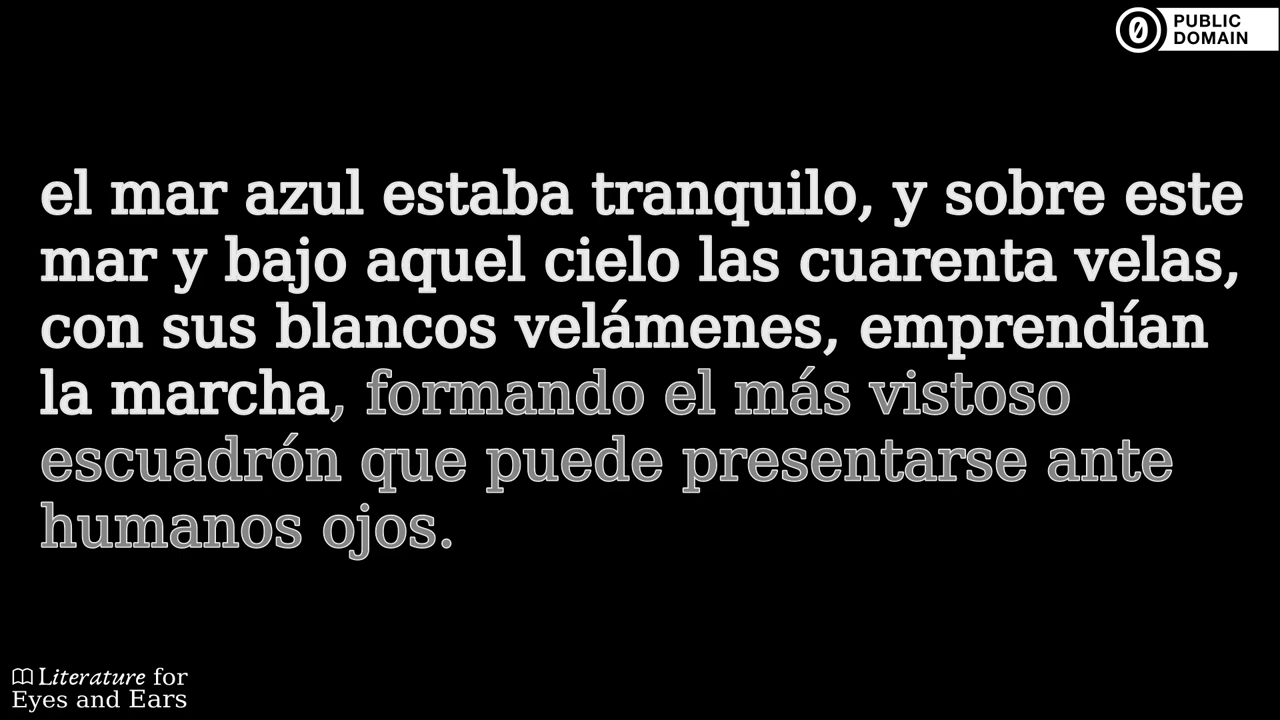 PUBLIC
DOMAIN
el mar azul estaba tranquilo, y sobre este
mar y bajo aquel cielo las cuarenta velas,
con sus blancos velámenes, emprendían
la marcha, formando el más vistoso
escuadrón que puede presentarse ante
humanos ojos.
Literature for
Eyes and Ears